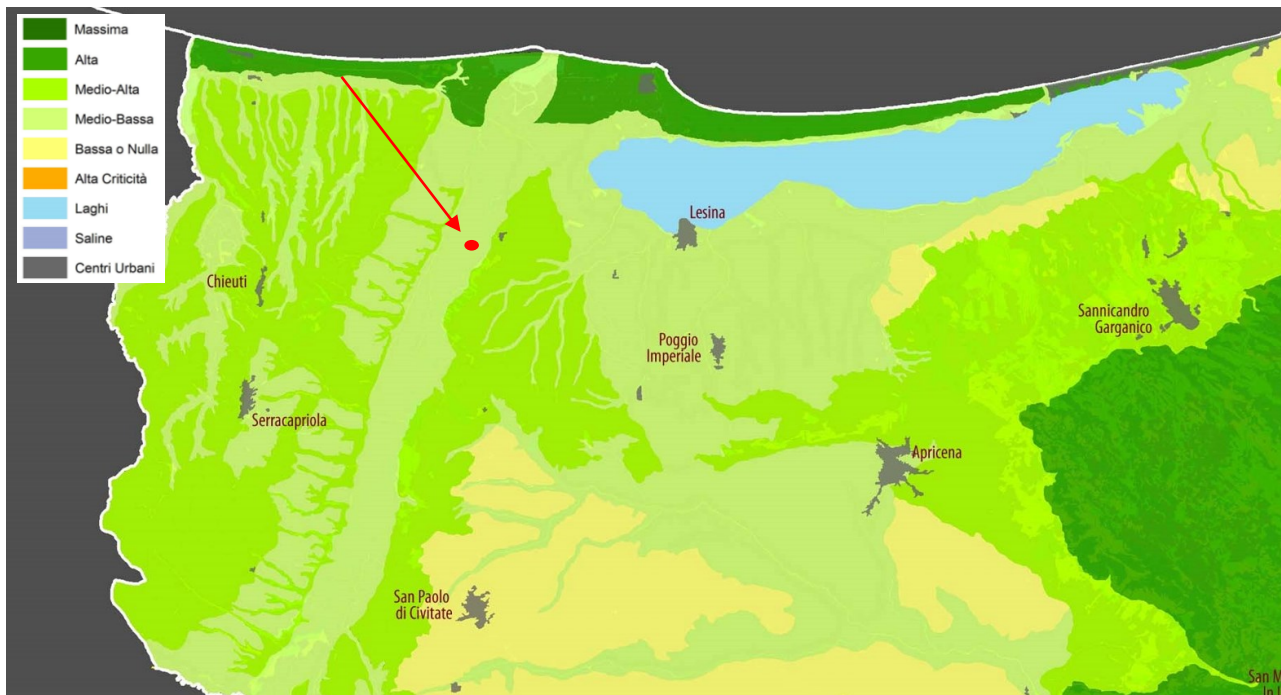 Massima
Alta
Medio-Alta
Medio-Bassa
Bassa o Nulla
Alta Criticità
Laghi
Saline
Centri Urbani
Lesina
Chieuti
Sannicandro
Garganico
Poggio
Imperiale
Serracapriola
Apricena
San Paolo
di Civitate
San M